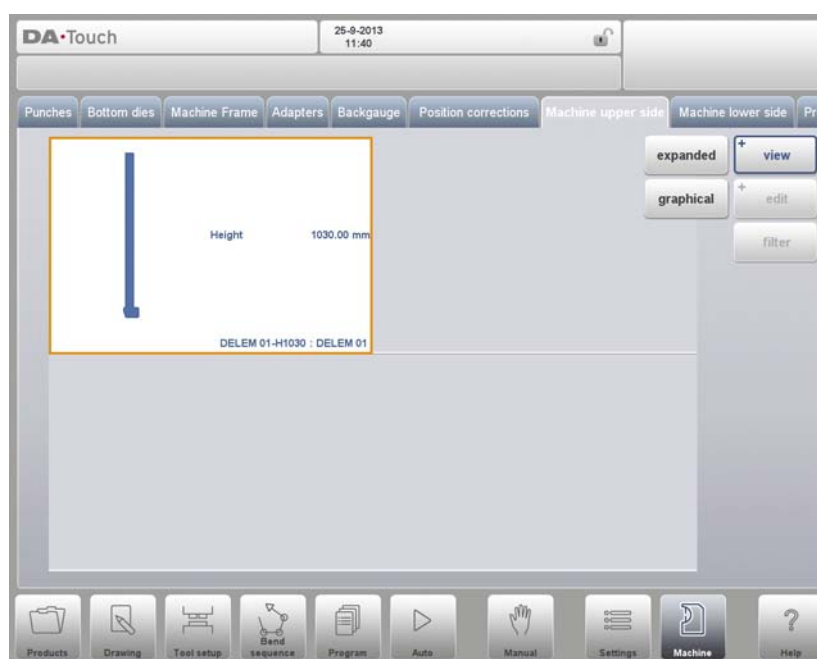 DA·Touch
25-9-2013
11:40
Punches Bottom dies Machine Frame Adapters Backgauge Position corrections Machine upper side Machine lower side Pr
expanded + view
graphical + edit
filter
Height 1030.00 mm
DELEM 01-H1030 : DELEM 01
Products Drawing Tool setup Bend sequence Program Auto Manual Settings Machine ? Help